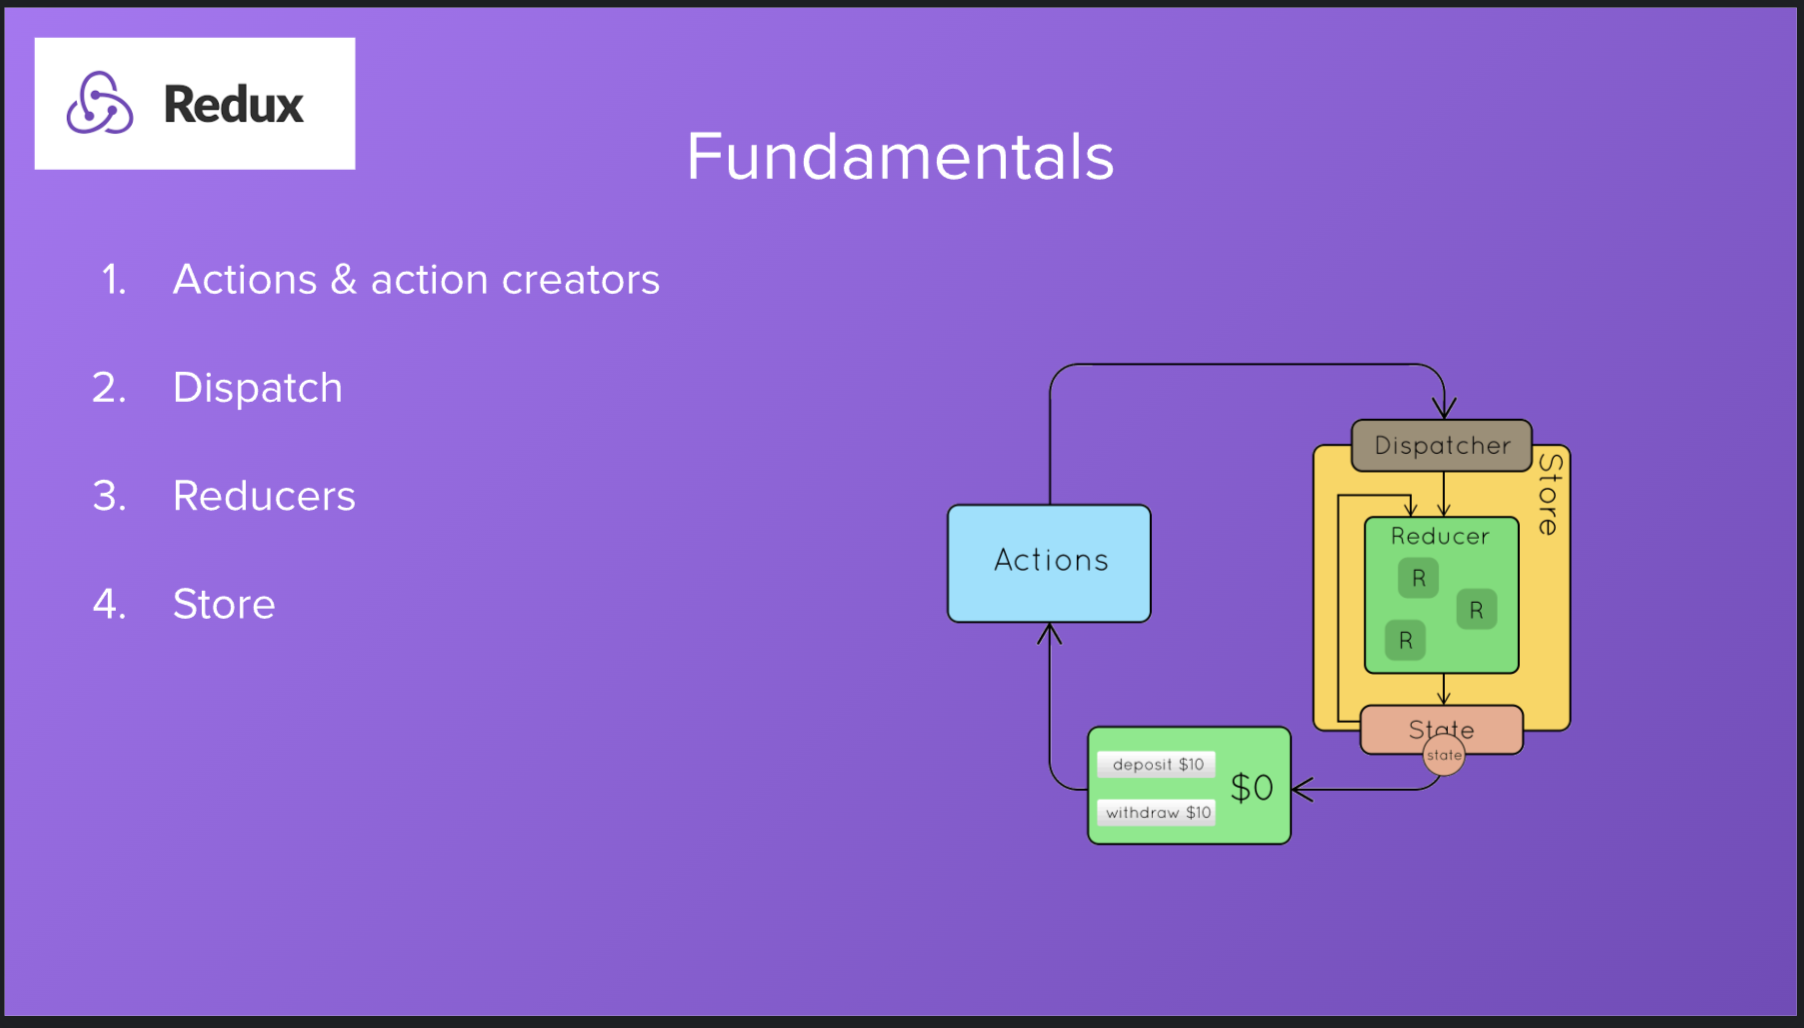 Redux
Fundamentals
1. Actions & action creators
2. Dispatch
3. Reducers
4. Store
Dispatcher
Store
Reducer
R
R
R
Actions
State
state
deposit $10
$0
withdraw $10